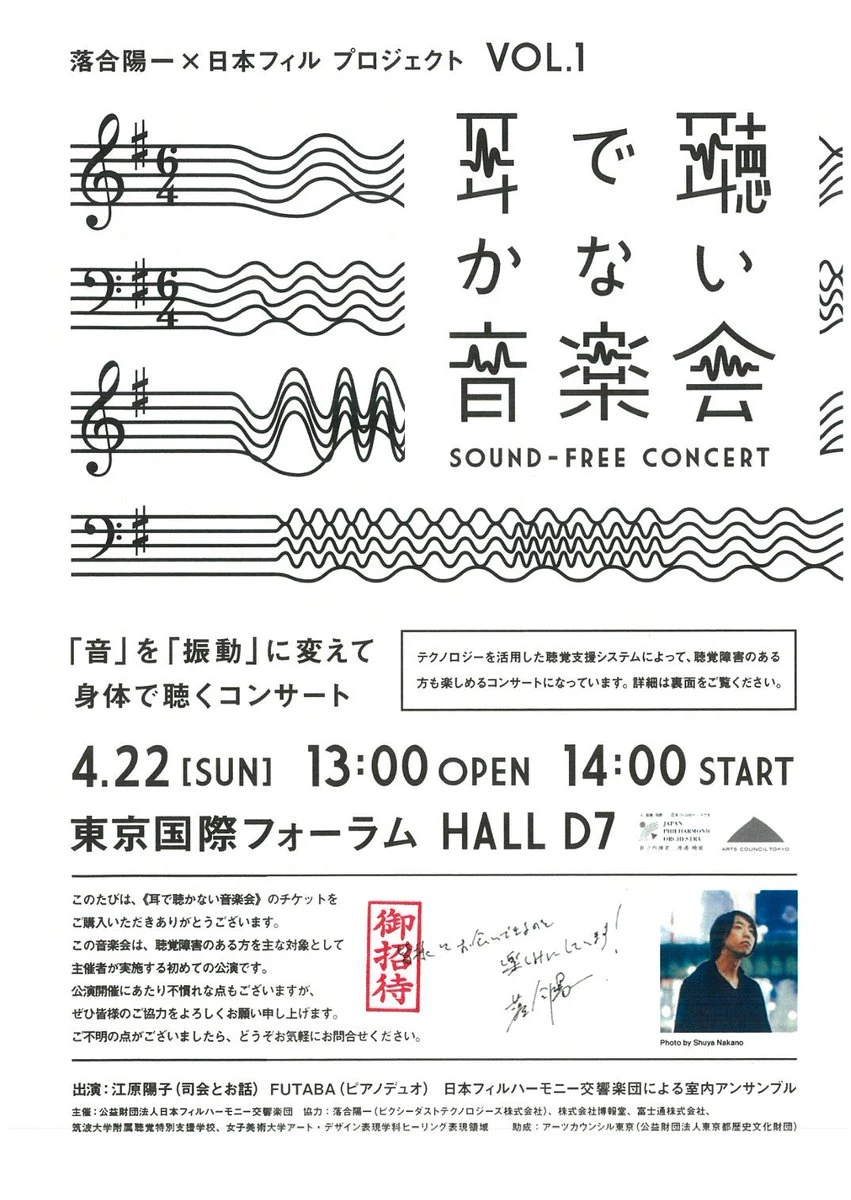 落合陽一×日本フィル プロジェクト VOL.1
耳で聴
かない
音楽会
SOUND-FREE CONCERT
「音」を「振動」に変えて
身体で聴くコンサート
テクノロジーを活用した聴覚支援システムによって、聴覚障害のある
方も楽しめるコンサートになっています。詳細は裏面をご覧ください。
4.22 [SUN] 13:00 OPEN 14:00 START
東京国際フォーラム HALL D7
JAPAN
PHILHARMONIC
ORCHESTRA
ARTS COUNCIL TOKYO
このたびは、《耳で聴かない音楽会》のチケットを
ご購入いただきありがとうございます。
この音楽会は、聴覚障害のある方を主な対象として
主催者が実施する初めての公演です。
公演開催にあたり不慣れな点もございますが、
ぜひ皆様のご協力をよろしくお願い申し上げます。
ご不明の点がございましたら、どうぞお気軽にお問合せください。
御招待
皆様とお会いできるのを
楽しみにしています!
落合陽一
Photo by Shuya Nakano
出演：江原陽子（司会とお話） FUTABA（ピアノデュオ） 日本フィルハーモニー交響楽団による室内アンサンブル
主催：公益財団法人日本フィルハーモニー交響楽団 協力：落合陽一（ピクシーダストテクノロジーズ株式会社）、株式会社博報堂、富士通株式会社、
筑波大学附属聴覚特別支援学校、女子美術大学アート・デザイン表現学科ヒーリング表現領域 助成：アーツカウンシル東京（公益財団法人東京都歴史文化財団）